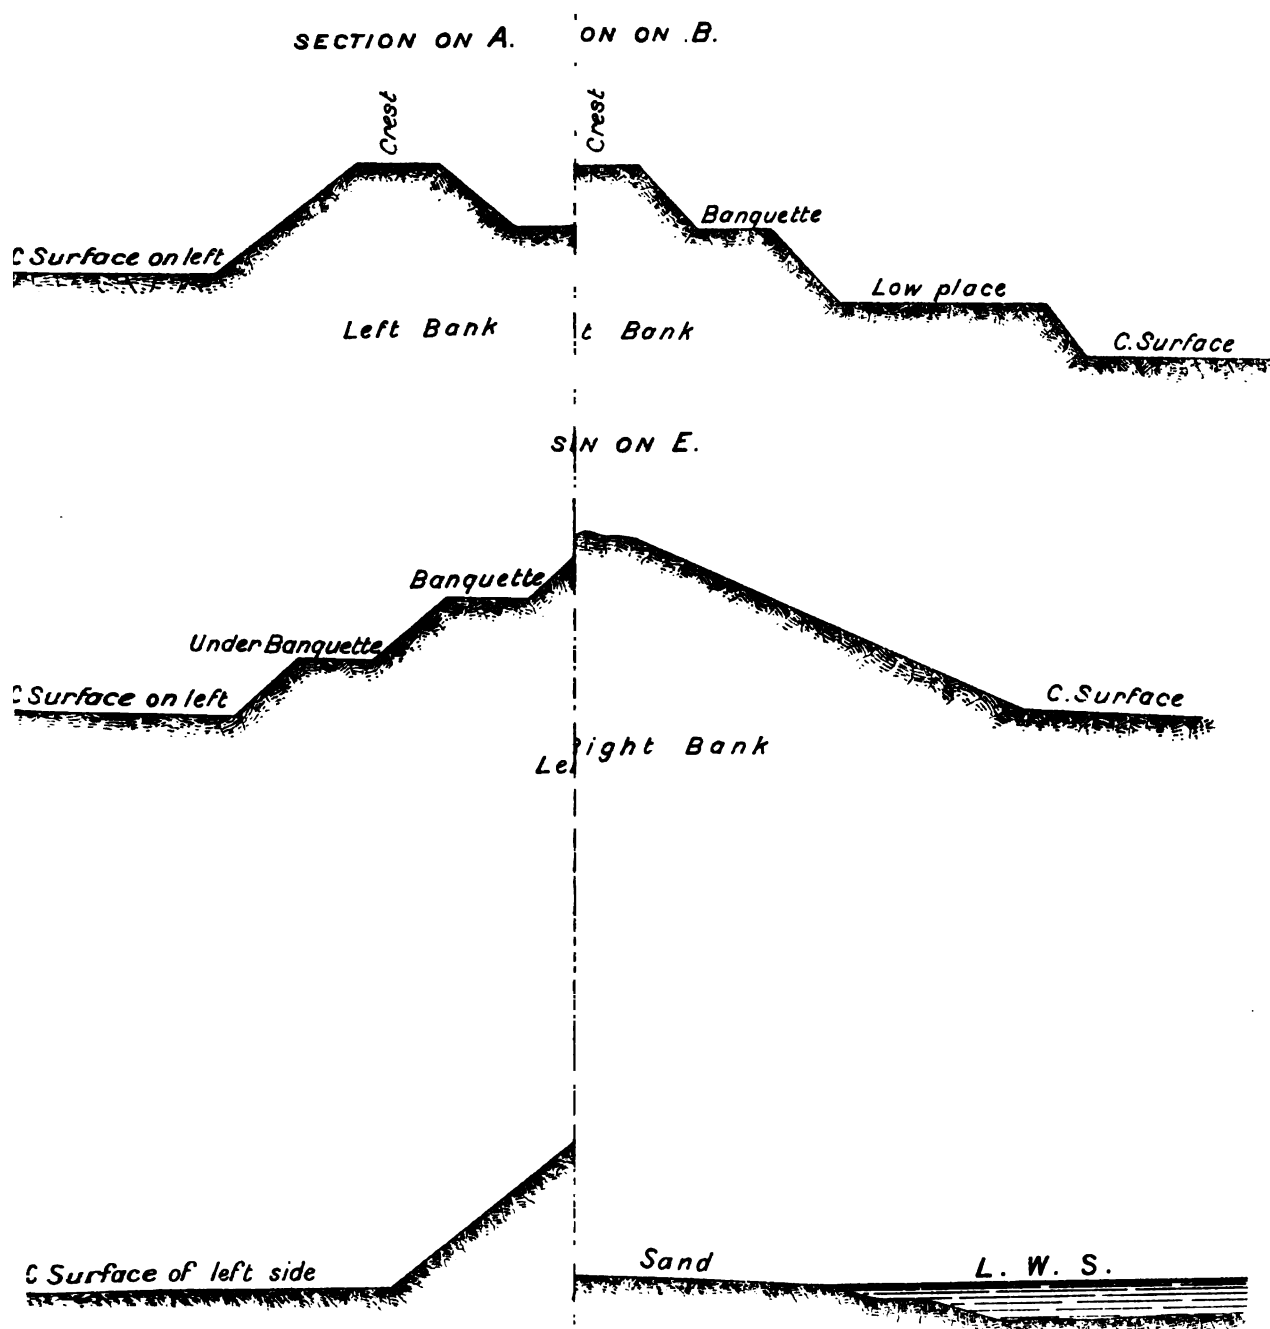 SECTION ON A.
ON ON B.
Crest
Crest
Banquette
C Surface on left
Low place
Left Bank
t Bank
C. Surface
N ON E.
Banquette
Under Banquette
C Surface on left
C. Surface
ight Bank
Le
Sand
L. W. S.
C Surface of left side